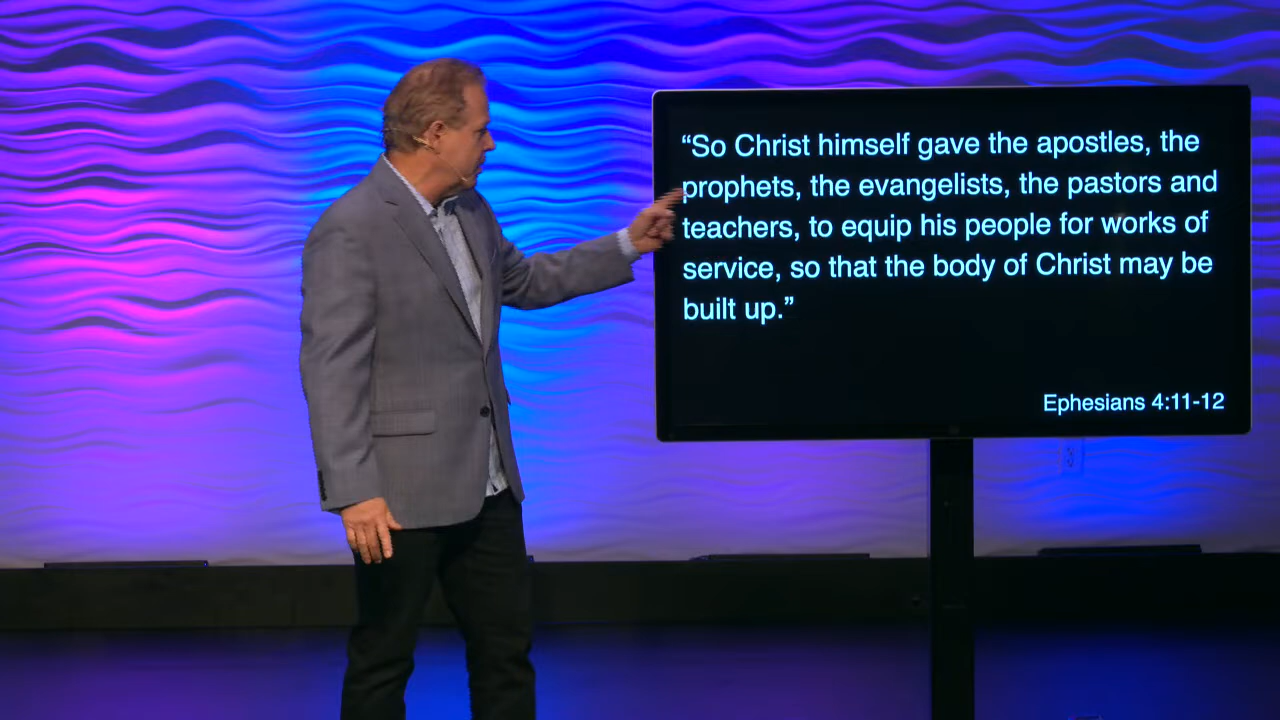 “So Christ himself gave the apostles, the
prophets, the evangelists, the pastors and
teachers, to equip his people for works of
service, so that the body of Christ may be
built up.”
Ephesians 4:11-12